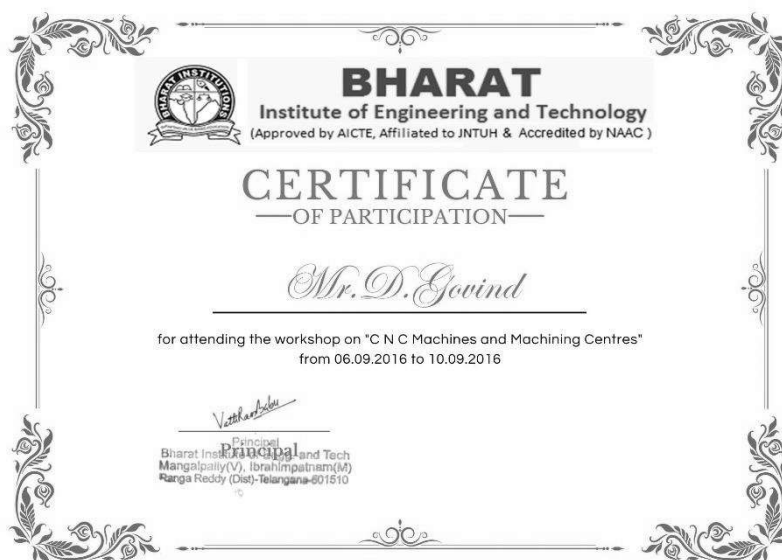 BHARAT INSTITUTIONS
BHARAT
Institute of Engineering and Technology
(Approved by AICTE, Affiliated to JNTUH & Accredited by NAAC )
CERTIFICATE
OF PARTICIPATION
Mr. D. Govind
for attending the workshop on "C N C Machines and Machining Centres"
from 06.09.2016 to 10.09.2016
Principal
Principal
Bharat Institute of Engg. and Tech
Mangalpally(V), Ibrahimpatnam(M)
Ranga Reddy (Dist)-Telangana-501510